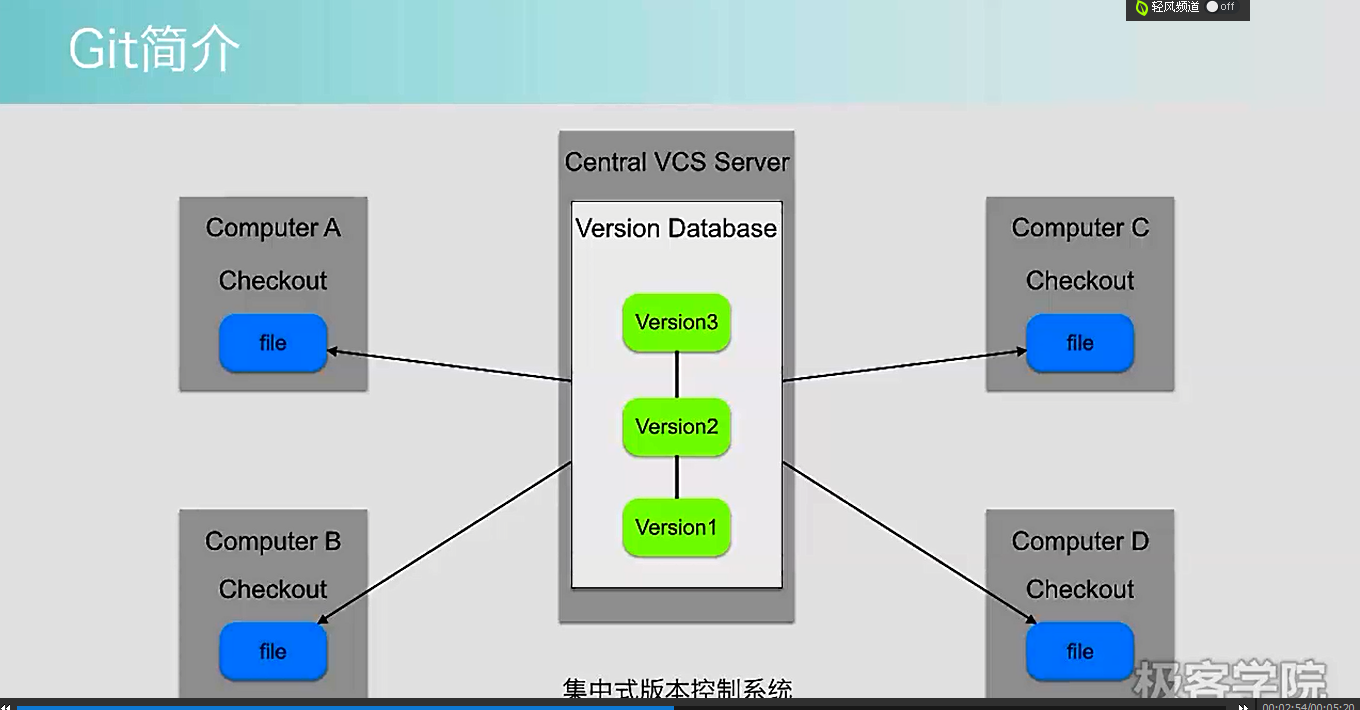 轻风频道 off
Git简介
Central VCS Server
Version Database
Version3
Version2
Version1
Computer A
Checkout
file
Computer B
Checkout
file
Computer C
Checkout
file
Computer D
Checkout
file
集中式版本控制系统
极客学院
00:02:54/00:05:20